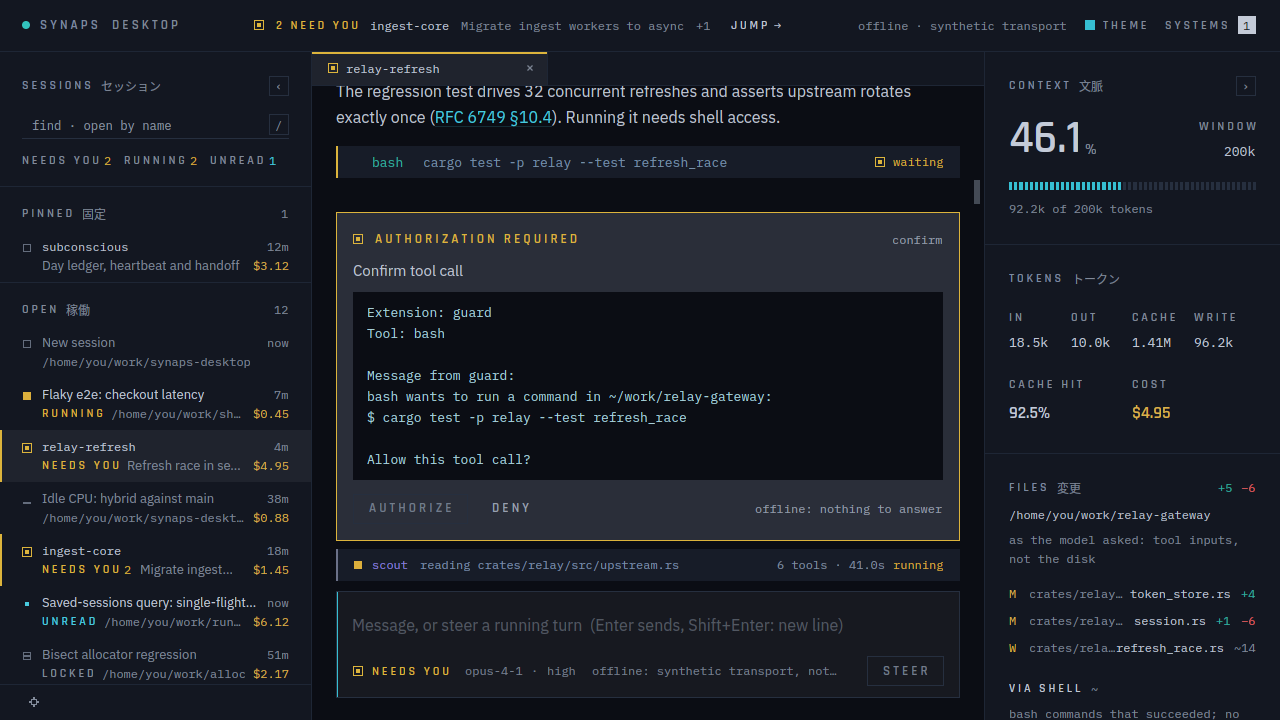 SYNAPS DESKTOP
2 NEED YOU ingest-core Migrate ingest workers to async +1 JUMP →
offline · synthetic transport THEME SYSTEMS 1
SESSIONS セッション ‹
find · open by name /
NEEDS YOU 2 RUNNING 2 UNREAD 1
PINNED 固定 1
subconscious 12m
Day ledger, heartbeat and handoff $3.12
OPEN 稼働 12
New session now
/home/you/work/synaps-desktop
Flaky e2e: checkout latency 7m
RUNNING /home/you/work/sh… $0.45
relay-refresh 4m
NEEDS YOU Refresh race in se… $4.95
Idle CPU: hybrid against main 38m
/home/you/work/synaps-deskt… $0.88
ingest-core 18m
NEEDS YOU 2 Migrate ingest… $1.45
Saved-sessions query: single-flight… now
UNREAD /home/you/work/run… $6.12
Bisect allocator regression 51m
LOCKED /home/you/work/alloc $2.17
relay-refresh ×
The regression test drives 32 concurrent refreshes and asserts upstream rotates
exactly once (RFC 6749 §10.4). Running it needs shell access.
bash cargo test -p relay --test refresh_race waiting
AUTHORIZATION REQUIRED confirm
Confirm tool call
Extension: guard
Tool: bash
Message from guard:
bash wants to run a command in ~/work/relay-gateway:
$ cargo test -p relay --test refresh_race
Allow this tool call?
AUTHORIZE DENY offline: nothing to answer
scout reading crates/relay/src/upstream.rs 6 tools · 41.0s running
Message, or steer a running turn (Enter sends, Shift+Enter: new line)
NEEDS YOU opus-4-1 · high offline: synthetic transport, not… STEER
CONTEXT 文脈 ›
46.1% WINDOW
200k
92.2k of 200k tokens
TOKENS トークン
IN OUT CACHE WRITE
18.5k 10.0k 1.41M 96.2k
CACHE HIT COST
92.5% $4.95
FILES 変更 +5 −6
/home/you/work/relay-gateway
as the model asked: tool inputs,
not the disk
M crates/relay… token_store.rs +4
M crates/relay… session.rs +1 −6
W crates/rela…refresh_race.rs ~14
VIA SHELL ~
bash commands that succeeded; no